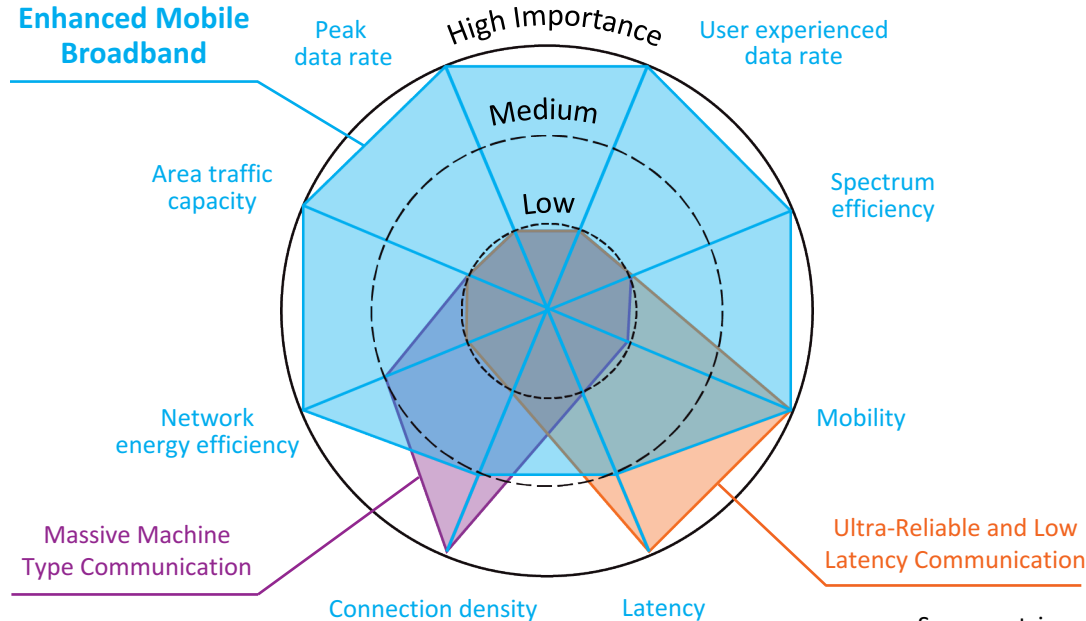 Enhanced Mobile
Broadband
Peak
data rate
High Importance
User experienced
data rate
Medium
Area traffic
capacity
Low
Spectrum
efficiency
Network
energy efficiency
Mobility
Massive Machine
Type Communication
Ultra-Reliable and Low
Latency Communication
Connection density
Latency